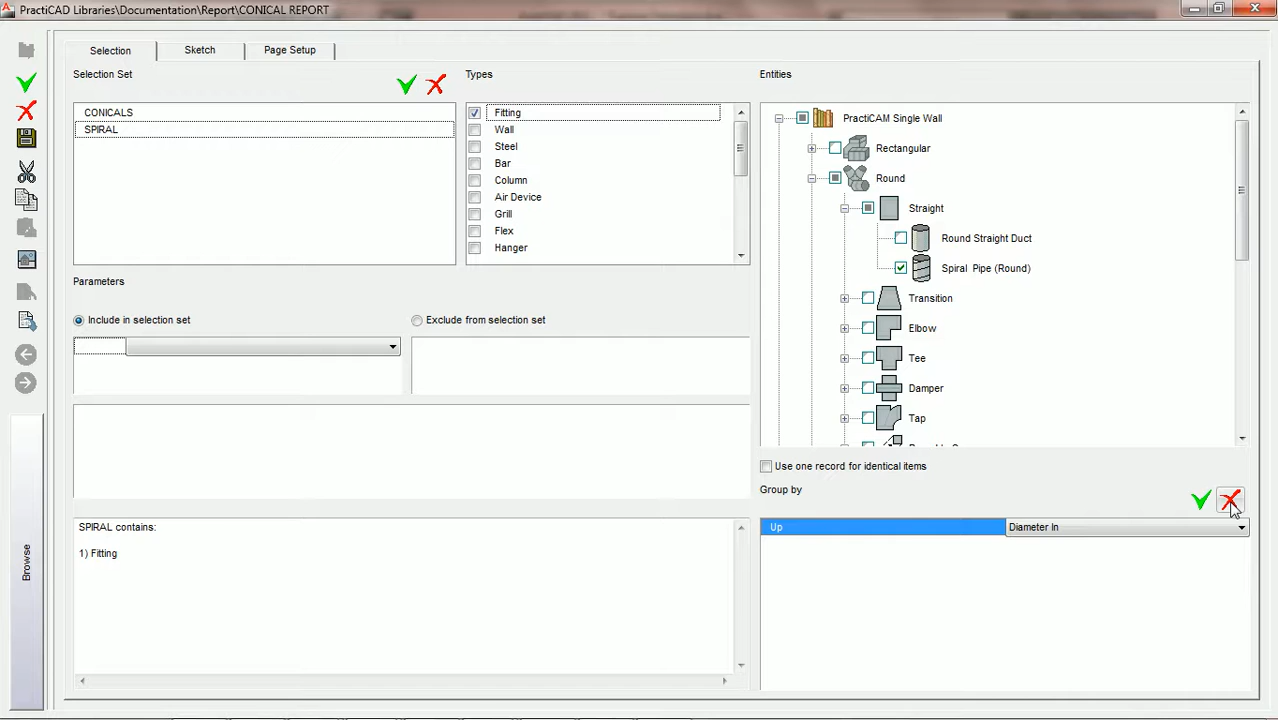 PractiCAD Libraries\Documentation\Report\CONICAL REPORT
Selection
Sketch
Page Setup
Selection Set
CONICALS
SPIRAL
Types
Fitting
Wall
Steel
Bar
Column
Air Device
Grill
Flex
Hanger
Entities
PractiCAM Single Wall
Rectangular
Round
Straight
Round Straight Duct
Spiral Pipe (Round)
Transition
Elbow
Tee
Damper
Tap
Parameters
Include in selection set
Exclude from selection set
Use one record for identical items
Group by
Up
Diameter In
SPIRAL contains:
1) Fitting
Browse